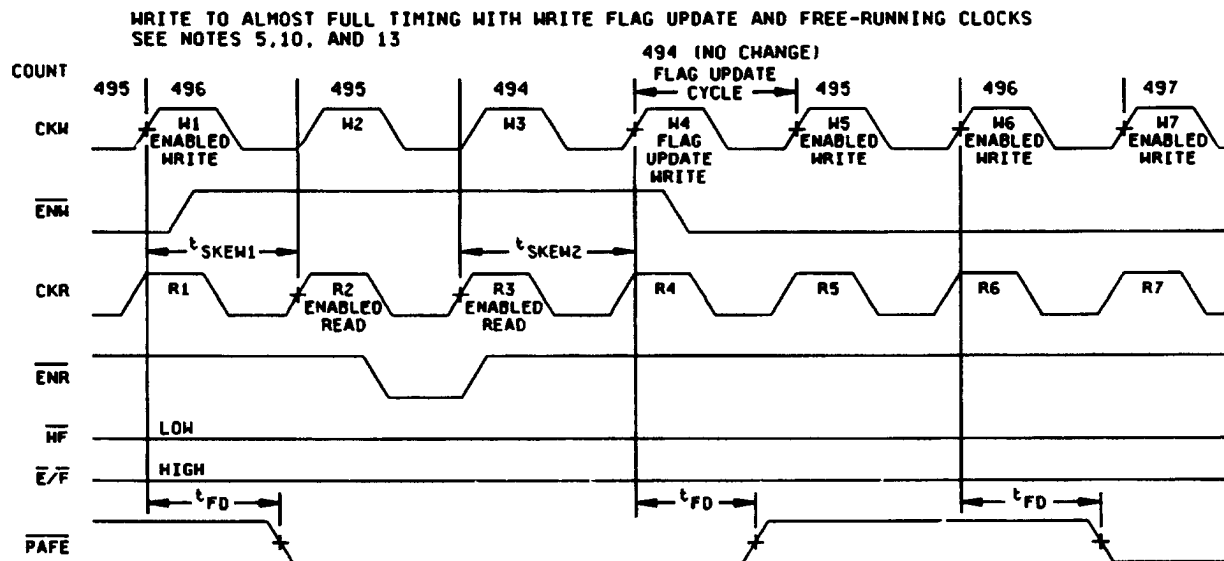 WRITE TO ALMOST FULL TIMING WITH WRITE FLAG UPDATE AND FREE-RUNNING CLOCKS
SEE NOTES 5,10, AND 13
494 (NO CHANGE)
COUNT
495 496 495 494 FLAG UPDATE CYCLE 495 496 497
CKW
W1 ENABLED WRITE
W2
W3
W4 FLAG UPDATE WRITE
W5 ENABLED WRITE
W6 ENABLED WRITE
W7 ENABLED WRITE
ENW
tSKEW1 tSKEW2
CKR
R1
R2 ENABLED READ
R3 ENABLED READ
R4
R5
R6
R7
ENR
HF LOW
E/F HIGH
tFD tFD tFD
PAFE